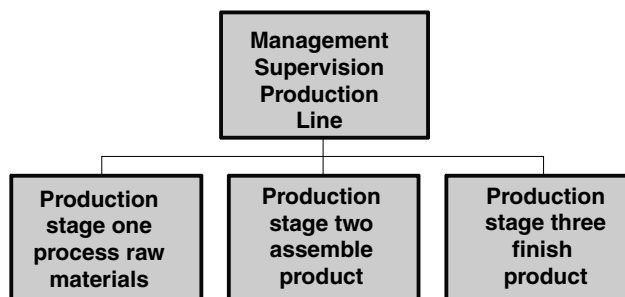 Management
Supervision
Production
Line
Production
stage one
process raw
materials
Production
stage two
assemble
product
Production
stage three
finish
product